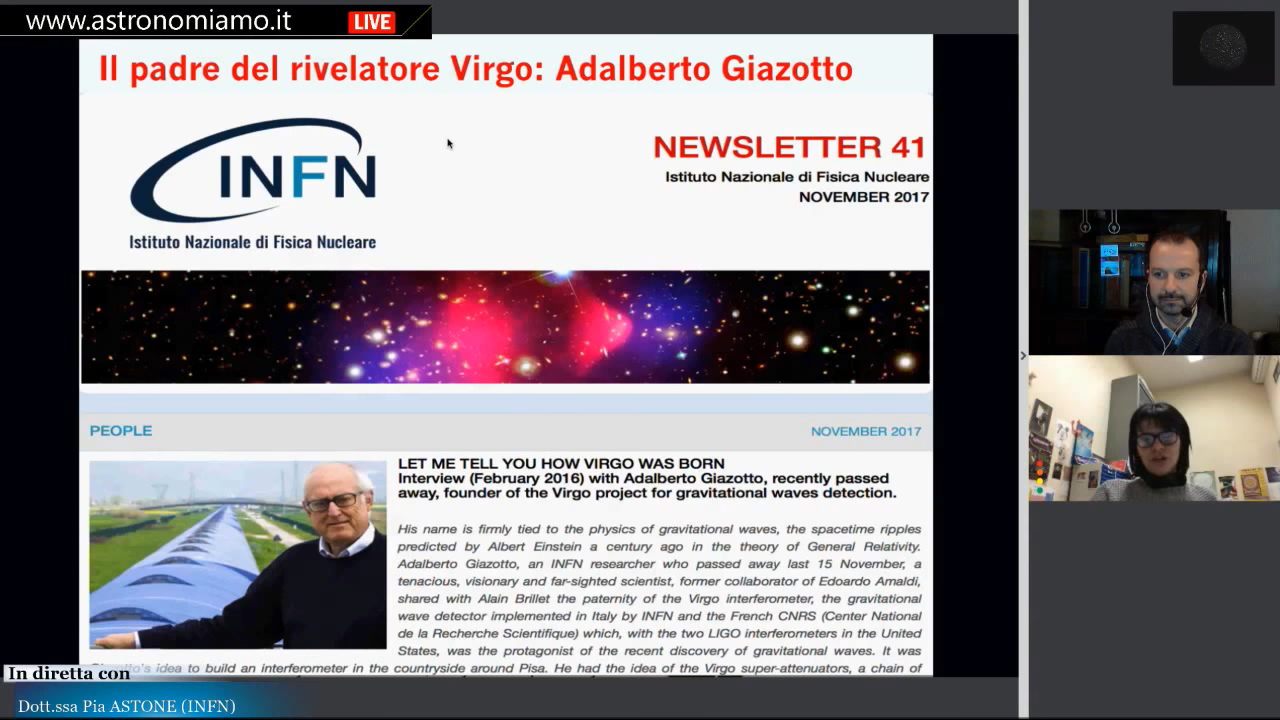 www.astronomiamo.it LIVE
Il padre del rivelatore Virgo: Adalberto Giazotto
INFN
Istituto Nazionale di Fisica Nucleare
NEWSLETTER 41
Istituto Nazionale di Fisica Nucleare
NOVEMBER 2017
PEOPLE
NOVEMBER 2017
LET ME TELL YOU HOW VIRGO WAS BORN
Interview (February 2016) with Adalberto Giazotto, recently passed
away, founder of the Virgo project for gravitational waves detection.
His name is firmly tied to the physics of gravitational waves, the spacetime ripples
predicted by Albert Einstein a century ago in the theory of General Relativity.
Adalberto Giazotto, an INFN researcher who passed away last 15 November, a
tenacious, visionary and far-sighted scientist, former collaborator of Edoardo Amaldi,
shared with Alain Brillet the paternity of the Virgo interferometer, the gravitational
wave detector implemented in Italy by INFN and the French CNRS (Center National
de la Recherche Scientifique) which, with the two LIGO interferometers in the United
States, was the protagonist of the recent discovery of gravitational waves. It was
Giazotto's idea to build an interferometer in the countryside around Pisa. He had the idea of the Virgo super-attenuators, a chain of
In diretta con
Dott.ssa Pia ASTONE (INFN)